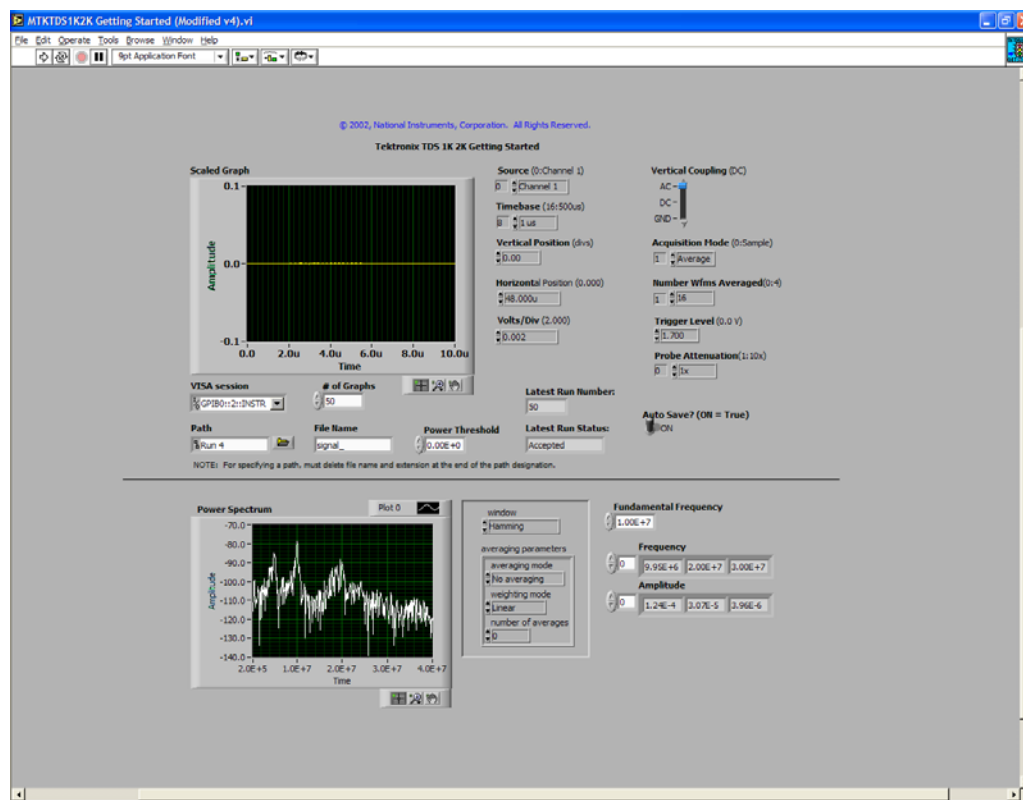 MTKTDS1K2K Getting Started (Modified v4).vi
File Edit Operate Tools Browse Window Help
9pt Application Font
© 2002, National Instruments, Corporation. All Rights Reserved.
Tektronix TDS 1K 2K Getting Started
Scaled Graph
0.1
0.0
-0.1
Amplitude
0.0 2.0u 4.0u 6.0u 8.0u 10.0u
Time
Source (0:Channel 1)
0 Channel 1
Timebase (16:500us)
8 1 us
Vertical Position (divs)
0.00
Horizontal Position (0.000)
48.000u
Volts/Div (2.000)
0.002
Vertical Coupling (DC)
AC
DC
GND
Acquisition Mode (0:Sample)
1 Average
Number Wfms Averaged(0:4)
1 16
Trigger Level (0.0 V)
1.700
Probe Attenuation(1:10x)
0 1x
VISA session
GPIB0::2::INSTR
# of Graphs
50
Latest Run Number:
50
Auto Save? (ON = True)
ON
Path
Run 4
File Name
signal_
Power Threshold
0.00E+0
Latest Run Status:
Accepted
NOTE: For specifying a path, must delete file name and extension at the end of the path designation.
Power Spectrum
Plot 0
-70.0
-80.0
-90.0
-100.0
-110.0
-120.0
-130.0
-140.0
Amplitude
2.0E+5 1.0E+7 2.0E+7 3.0E+7 4.0E+7
Time
window
Hamming
averaging parameters
averaging mode
No averaging
weighting mode
Linear
number of averages
0
Fundamental Frequency
1.00E+7
Frequency
0 9.95E+6 2.00E+7 3.00E+7
Amplitude
0 1.24E-4 3.07E-5 3.96E-6